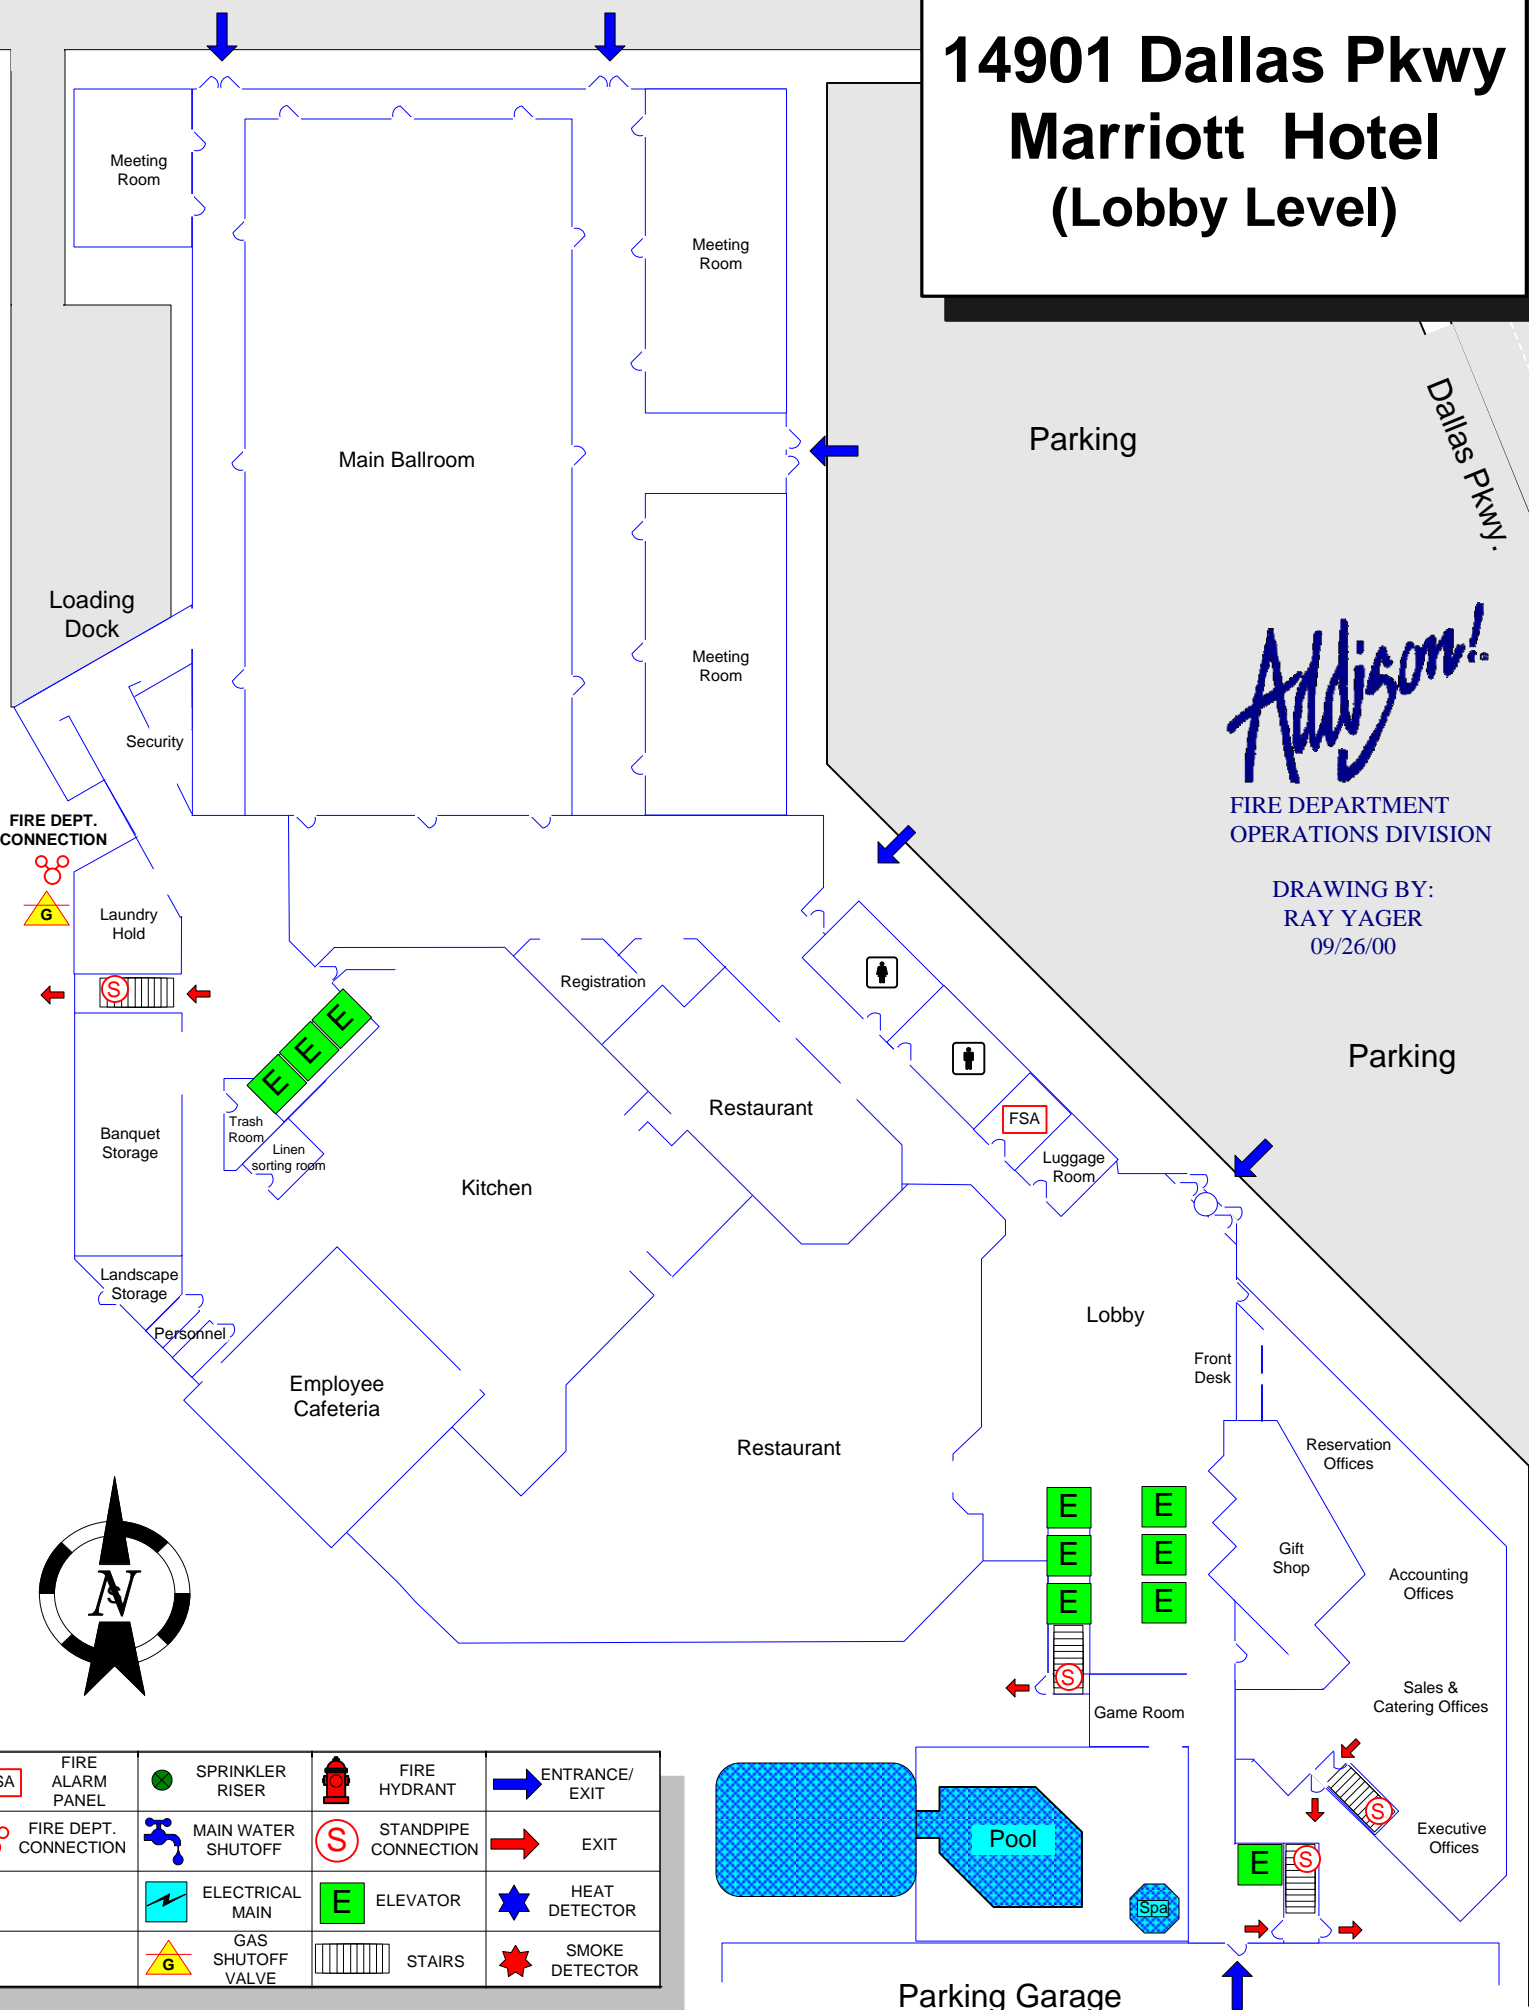 14901 Dallas Pkwy
Marriott Hotel
(Lobby Level)
Meeting
Room
Meeting
Room
Main Ballroom
Parking
Dallas Pkwy.
Loading
Dock
Meeting
Room
Addison!
Security
FIRE DEPARTMENT
OPERATIONS DIVISION
FIRE DEPT.
CONNECTION
DRAWING BY:
RAY YAGER
09/26/00
G
Laundry
Hold
Registration
S
E
E
E
Parking
Restaurant
FSA
Trash
Room
Banquet
Storage
Linen
sorting room
Luggage
Room
Kitchen
Landscape
Storage
Lobby
Personnel
Front
Desk
Employee
Cafeteria
Restaurant
Reservation
Offices
E
E
E
E
E
E
Gift
Shop
Accounting
Offices
N
S
S
Game Room
Sales &
Catering Offices
S
Executive
Offices
Pool
E
S
Spa
Parking Garage
SA
FIRE
ALARM
PANEL
SPRINKLER
RISER
FIRE
HYDRANT
ENTRANCE/
EXIT
FIRE DEPT.
CONNECTION
MAIN WATER
SHUTOFF
S
STANDPIPE
CONNECTION
EXIT
ELECTRICAL
MAIN
E
ELEVATOR
HEAT
DETECTOR
G
GAS
SHUTOFF
VALVE
STAIRS
SMOKE
DETECTOR